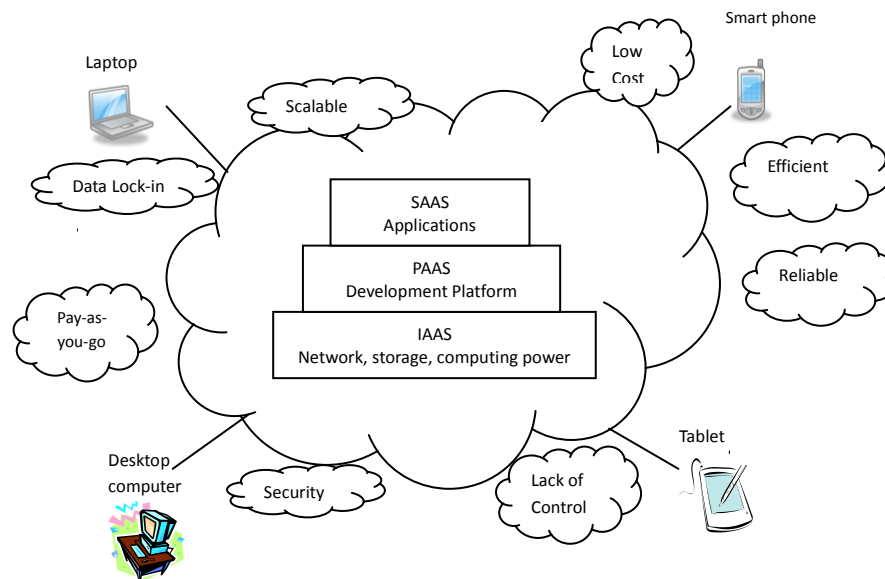 Smart phone
Low
Cost
Laptop
Scalable
Efficient
Data Lock-in
SAAS
Applications
PAAS
Development Platform
Reliable
Pay-as-
you-go
IAAS
Network, storage, computing power
Tablet
Desktop
computer
Security
Lack of
Control